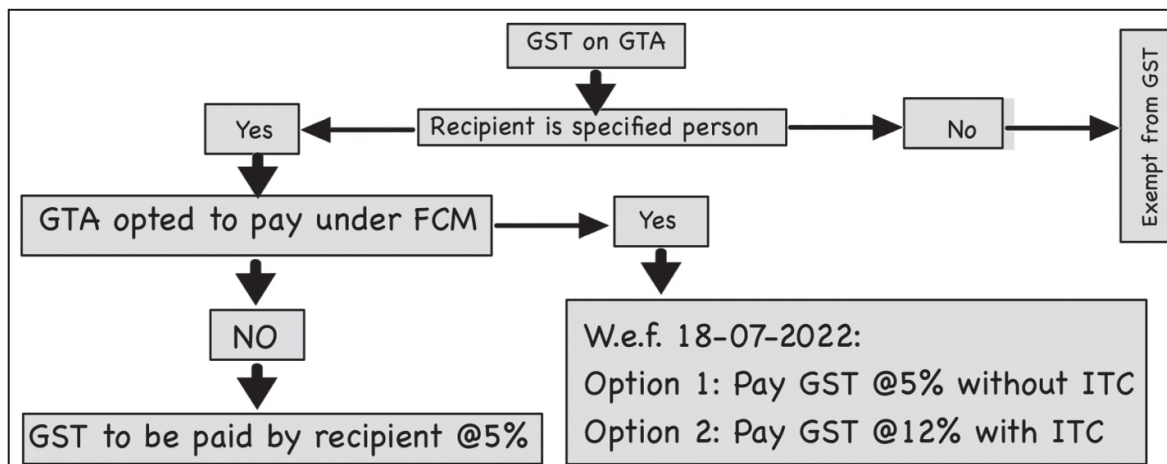 GST on GTA
Yes
Recipient is specified person
No
Exempt from GST
GTA opted to pay under FCM
Yes
NO
W.e.f. 18-07-2022:
Option 1: Pay GST @5% without ITC
Option 2: Pay GST @12% with ITC
GST to be paid by recipient @5%